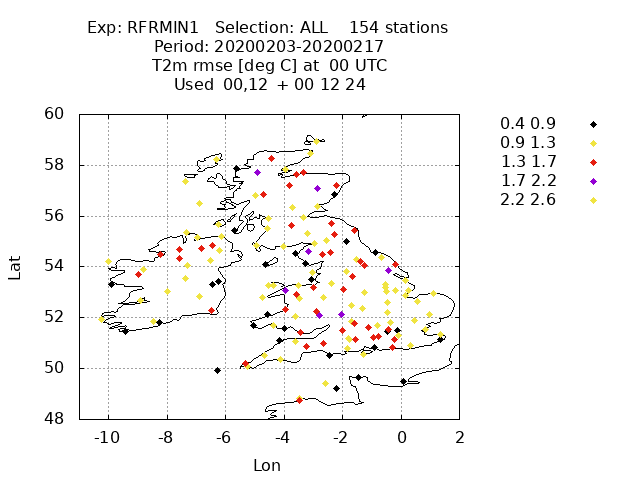 Exp: RFRMIN1 Selection: ALL 154 stations
Period: 20200203-20200217
T2m rmse [deg C] at 00 UTC
Used 00,12 + 00 12 24
60
58
56
54
52
50
48
Lat
-10 -8 -6 -4 -2 0 2
Lon
0.4 0.9
0.9 1.3
1.3 1.7
1.7 2.2
2.2 2.6